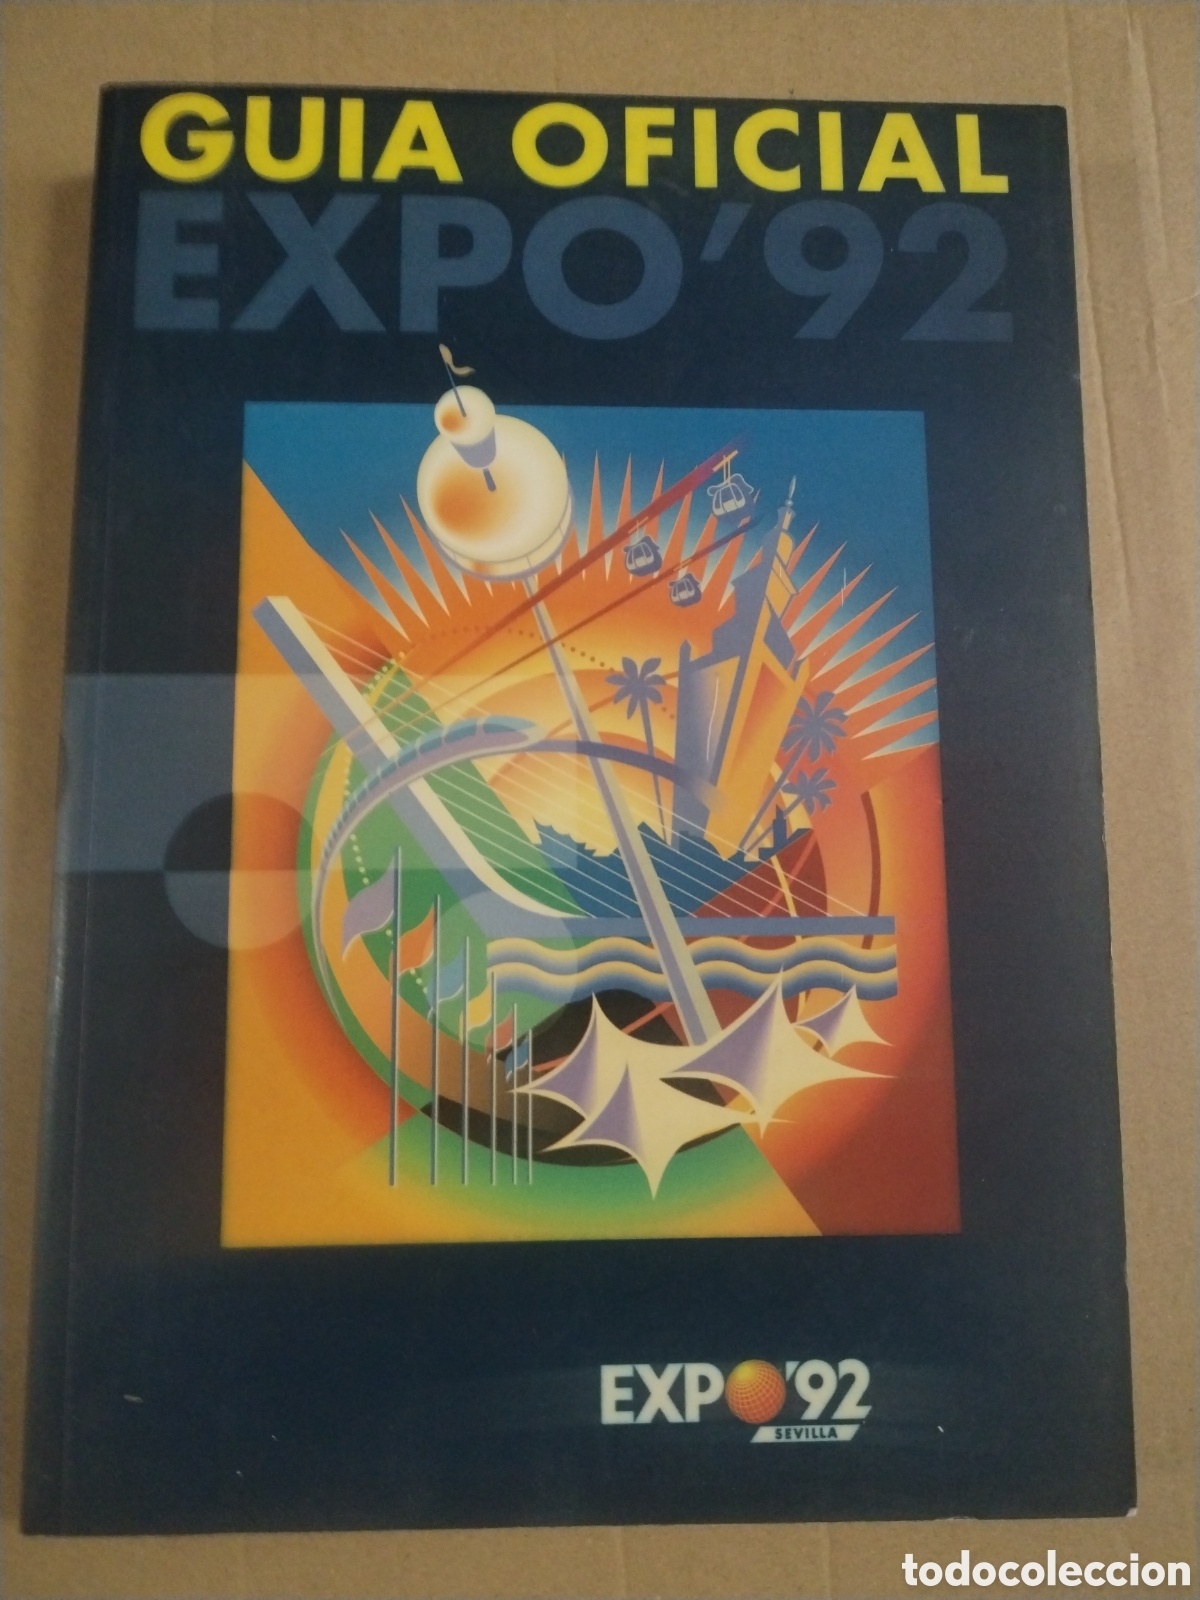 GUIA OFICIAL
EXPO'92
EXPO'92
SEVILLA
todocoleccion